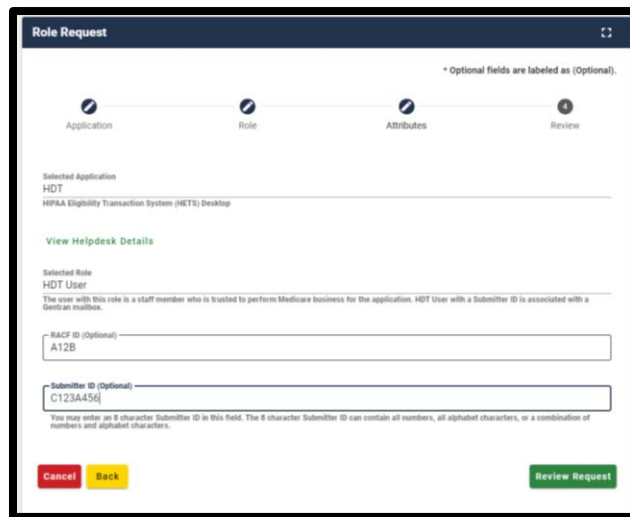 Role Request
* Optional fields are labeled as (Optional).
Application
Role
Attributes
4
Review
Selected Application
HDT
HIPAA Eligibility Transaction System (HETS) Desktop
View Helpdesk Details
Selected Role
HDT User
The user with this role is a staff member who is trusted to perform Medicare business for the application. HDT User with a Submitter ID is associated with a
Gentran mailbox.
RACF ID (Optional)
A12B
Submitter ID (Optional)
C123A456
You may enter an 8 character Submitter ID in this field. The 8 character Submitter ID can contain all numbers, all alphabet characters, or a combination of
numbers and alphabet characters.
Cancel
Back
Review Request